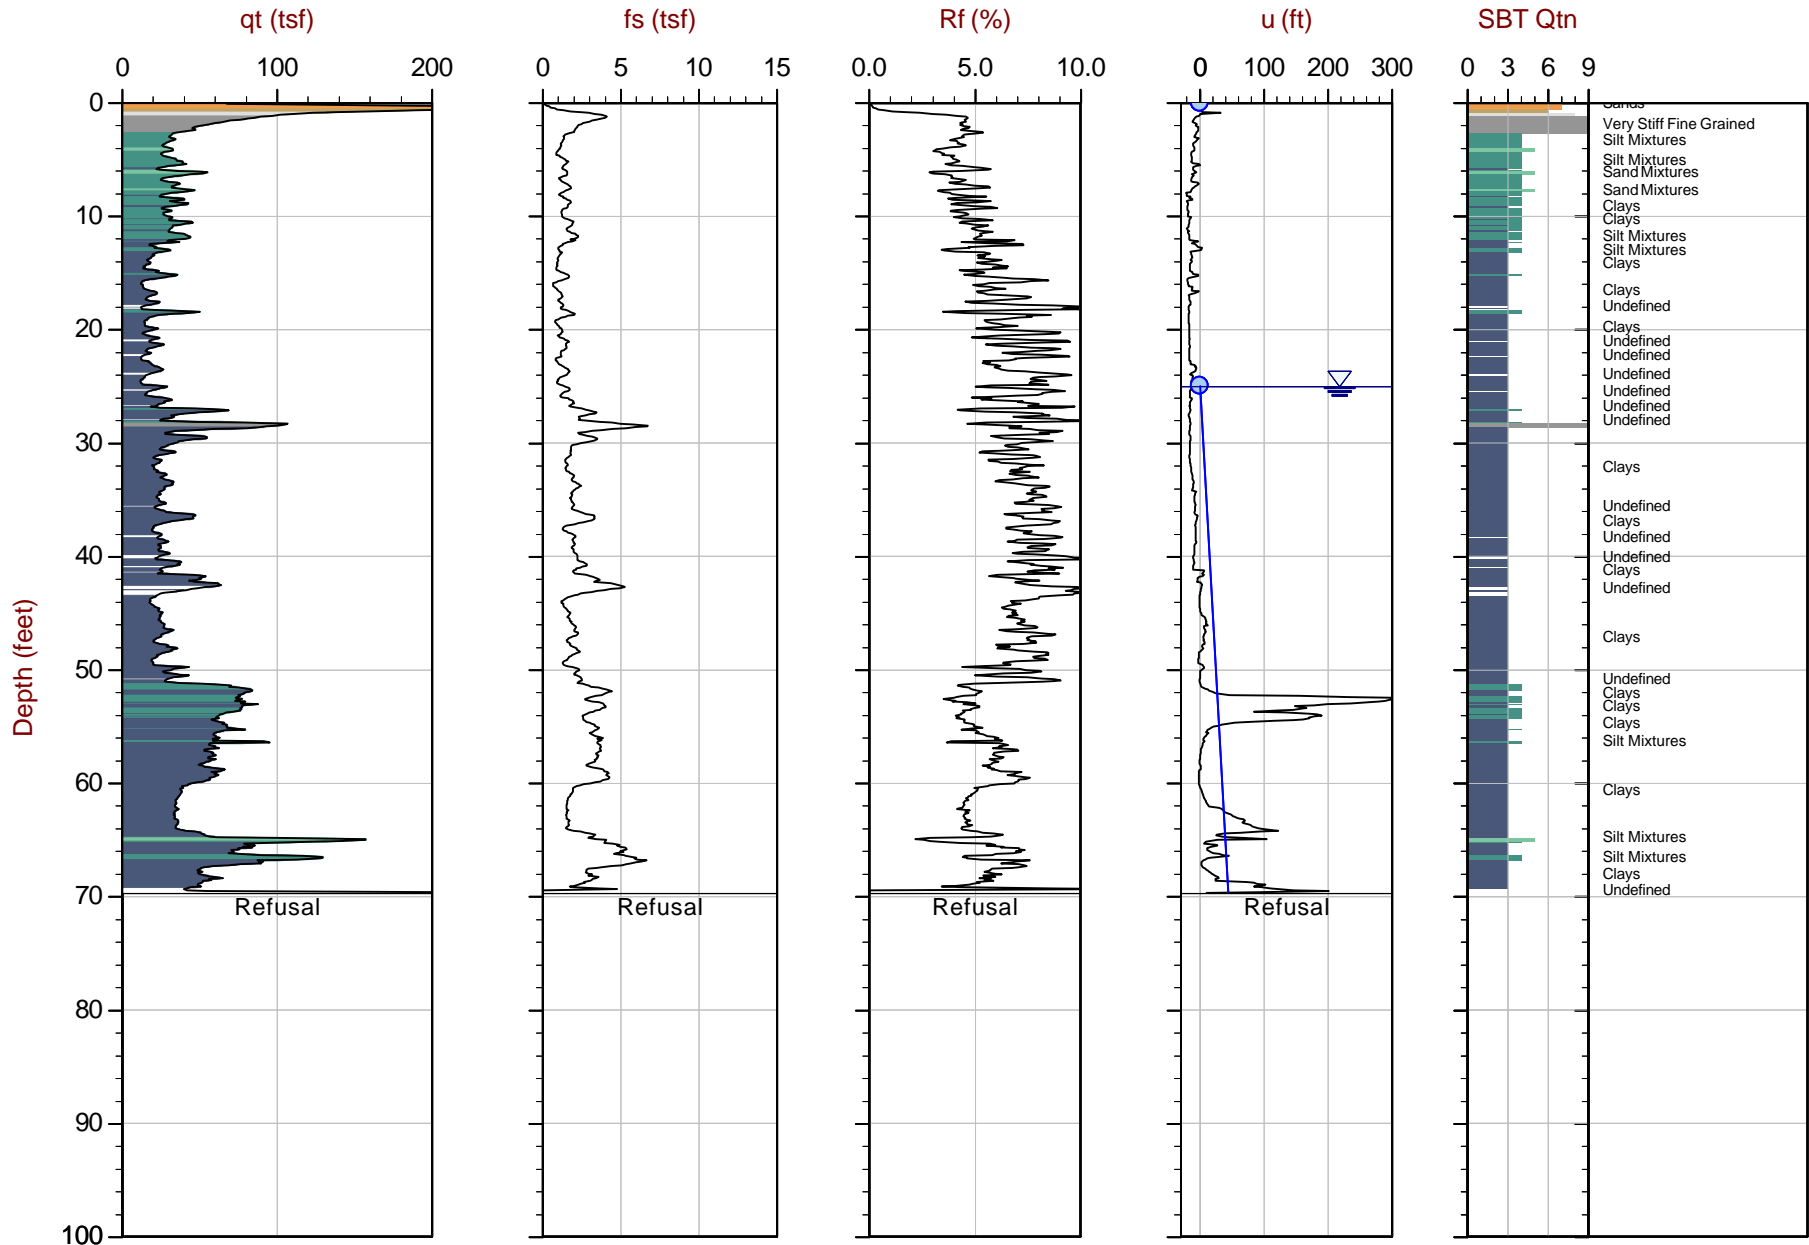 qt (tsf) fs (tsf) Rf (%) u (ft) SBT Qtn
0 100 200 0 5 15 0.0 5.0 10.0 0 100 200 300 0 3 6 9
0
Sands
Very Stiff Fine Grained
Silt Mixtures
Silt Mixtures
Sand Mixtures
Sand Mixtures
Clays
10
Clays
Silt Mixtures
Silt Mixtures
Clays
Clays
Undefined
20
Clays
Undefined
Undefined
Undefined
Undefined
Undefined
Undefined
30
Clays
Undefined
Clays
Undefined
40
Undefined
Clays
Undefined
Clays
50
Undefined
Clays
Clays
Clays
Silt Mixtures
60
Clays
Silt Mixtures
Silt Mixtures
Clays
Undefined
70
Refusal Refusal Refusal Refusal
80
90
100
Depth (feet)